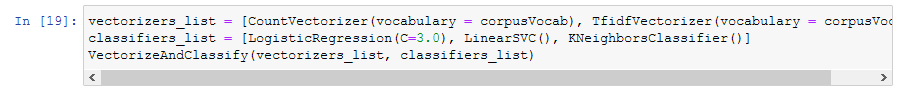 In [19]: vectorizers_list = [CountVectorizer(vocabulary = corpusVocab), TfidfVectorizer(vocabulary = corpusVoc
classifiers_list = [LogisticRegression(C=3.0), LinearSVC(), KNeighborsClassifier()]
VectorizeAndClassify(vectorizers_list, classifiers_list)